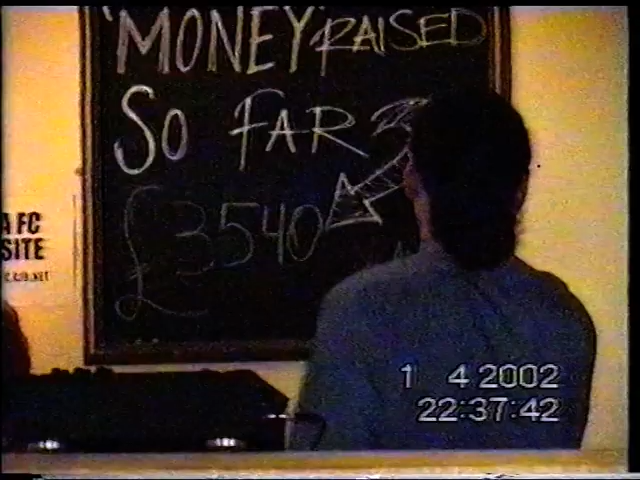 'MONEY' RAISED
SO FAR
£3540
A FC
SITE
1 4 2002
22:37:42